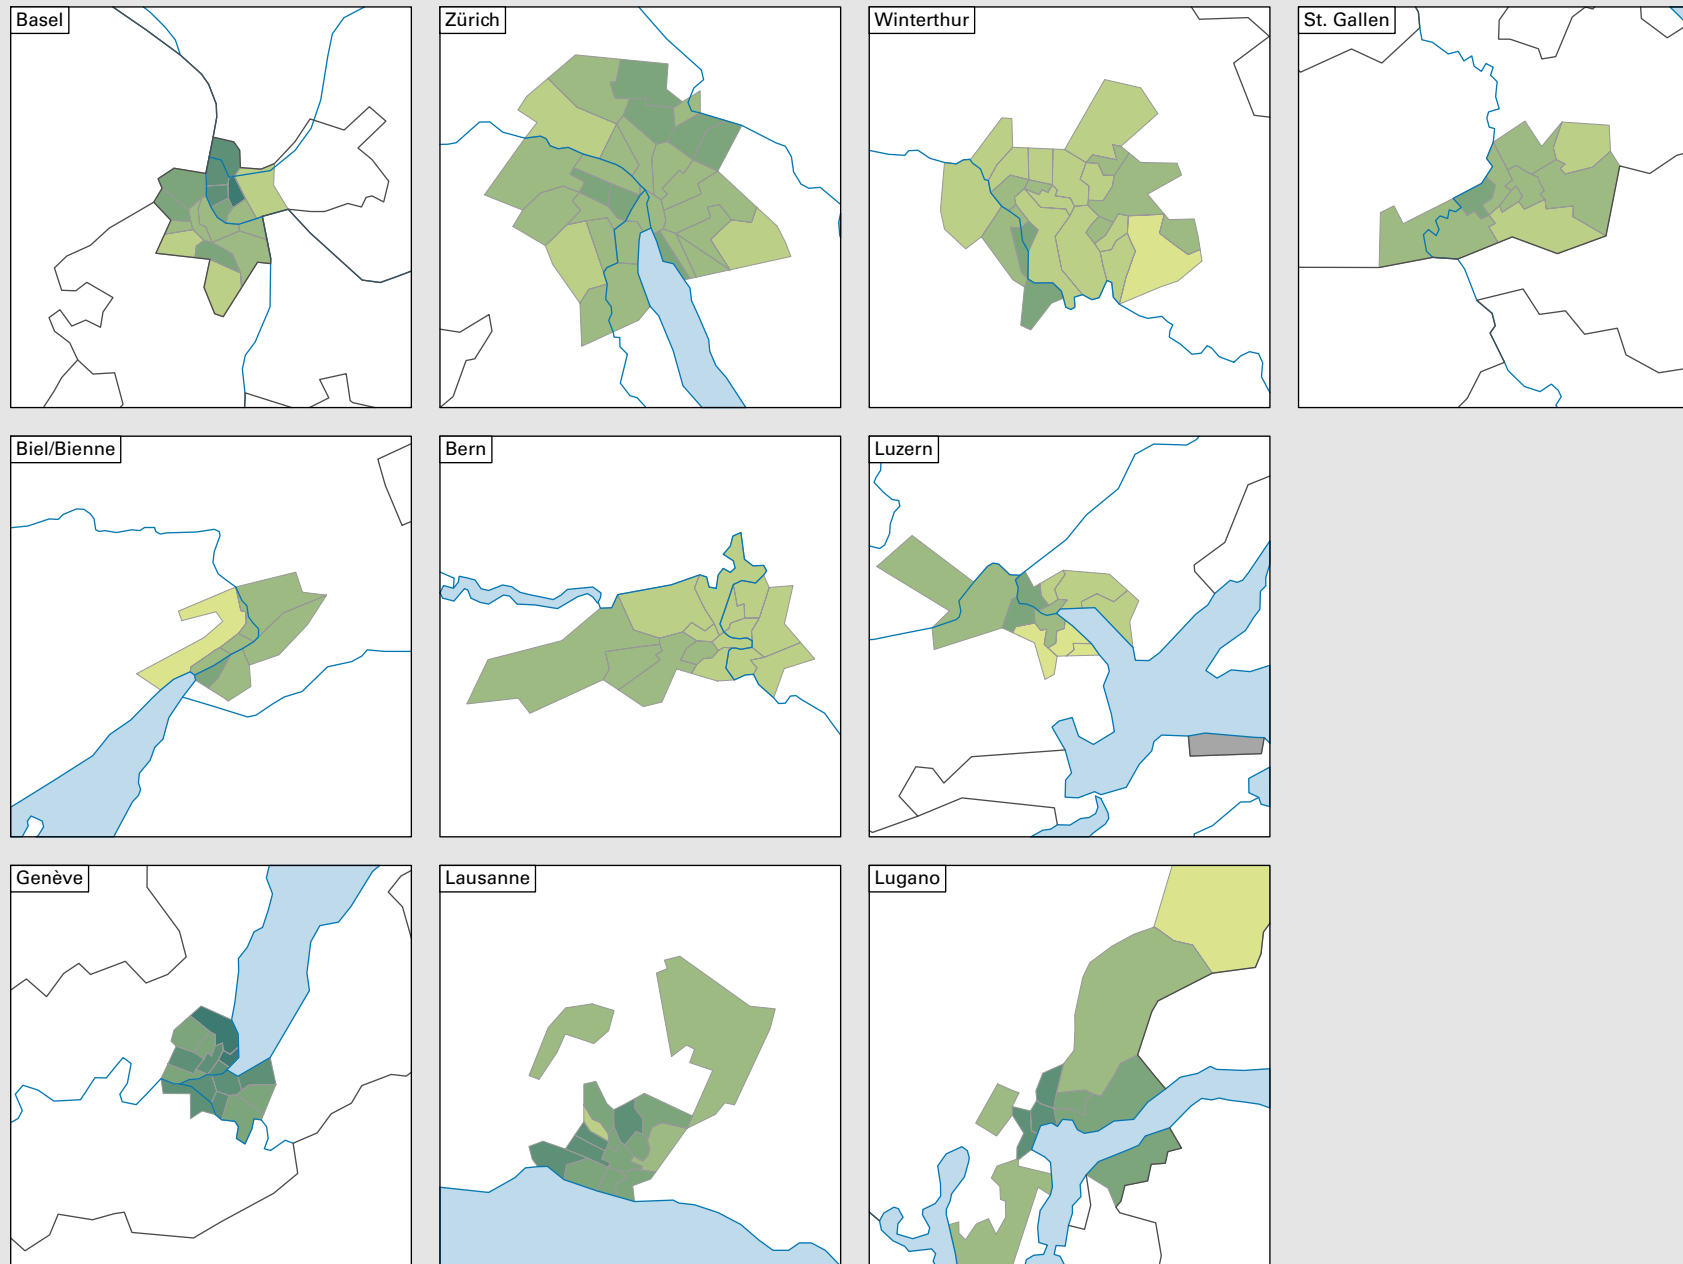 Basel
Zürich
Winterthur
St. Gallen
Biel/Bienne
Bern
Luzern
Genève
Lausanne
Lugano